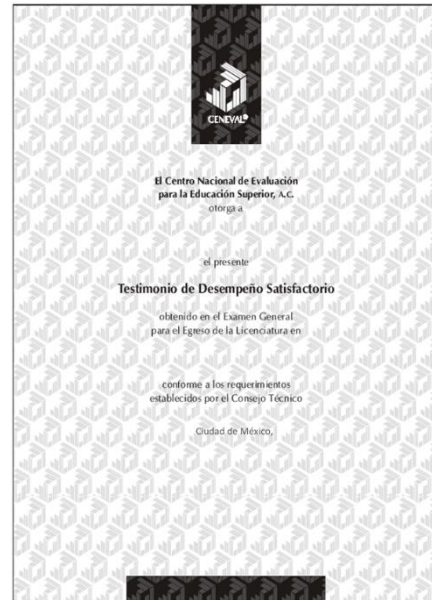 CENEVAL®
El Centro Nacional de Evaluación
para la Educación Superior, A.C.
otorga a
el presente
Testimonio de Desempeño Satisfactorio
obtenido en el Examen General
para el Egreso de la Licenciatura en
conforme a los requerimientos
establecidos por el Consejo Técnico
Ciudad de México,